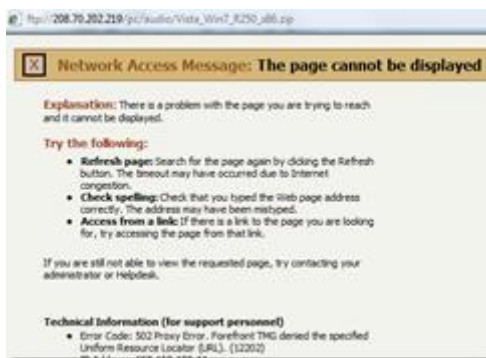 ftp://208.70.202.219/pc/audio/Vista_Win7_R250_x86.zip
X Network Access Message: The page cannot be displayed
Explanation: There is a problem with the page you are trying to reach
and it cannot be displayed.
Try the following:
• Refresh page: Search for the page again by clicking the Refresh
button. The timeout may have occurred due to Internet
congestion.
• Check spelling: Check that you typed the Web page address
correctly. The address may have been mistyped.
• Access from a link: If there is a link to the page you are looking
for, try accessing the page from that link.
If you are still not able to view the requested page, try contacting your
administrator or Helpdesk.
Technical Information (for support personnel)
• Error Code: 502 Proxy Error. Forefront TMG denied the specified
Uniform Resource Locator (URL). (12202)